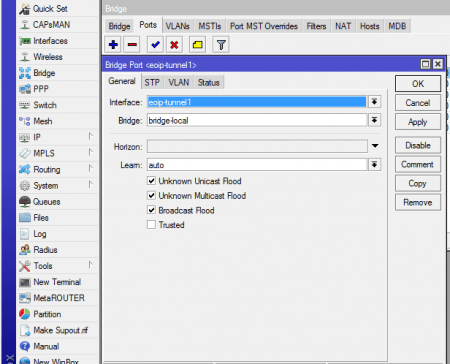 Quick Set
CAPsMAN
Interfaces
Wireless
Bridge
PPP
Switch
Mesh
IP
MPLS
Routing
System
Queues
Files
Log
Radius
Tools
New Terminal
MetaROUTER
Partition
Make Supout.rif
Manual
New WinBox
Bridge
Bridge Ports VLANs MSTIs Port MST Overrides Filters NAT Hosts MDB
Bridge Port <eoip-tunnel1>
General STP VLAN Status
Interface: eoip-tunnel1
Bridge: bridge-local
Horizon:
Learn: auto
Unknown Unicast Flood
Unknown Multicast Flood
Broadcast Flood
Trusted
OK
Cancel
Apply
Disable
Comment
Copy
Remove